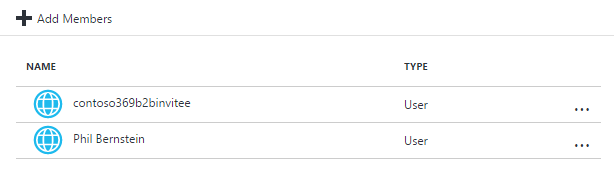 Add Members
NAME TYPE
contoso369b2binvitee User ...
Phil Bernstein User ...